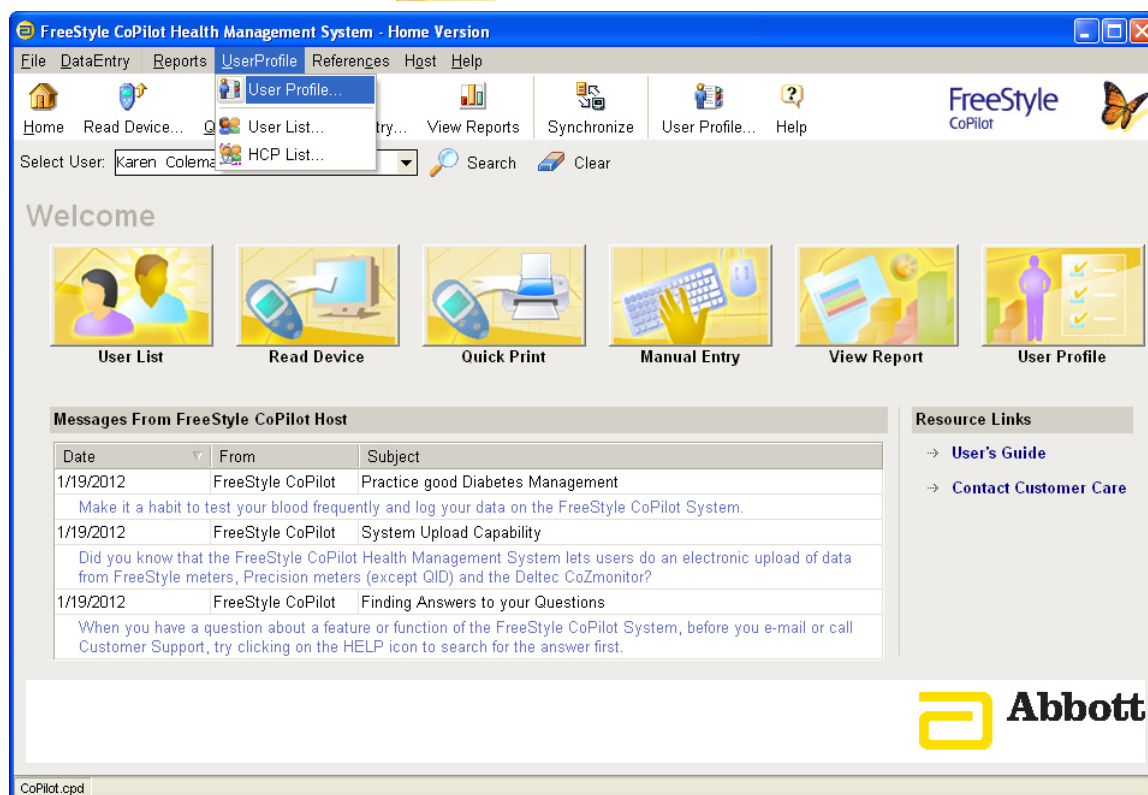 FreeStyle CoPilot Health Management System - Home Version
File DataEntry Reports UserProfile References Host Help
User Profile...
User List...
HCP List...
Home Read Device... Q try... View Reports Synchronize User Profile... Help
FreeStyle
CoPilot
Select User: Karen Colema Search Clear
Welcome
User List Read Device Quick Print Manual Entry View Report User Profile
Messages From FreeStyle CoPilot Host
Date From Subject
1/19/2012 FreeStyle CoPilot Practice good Diabetes Management
Make it a habit to test your blood frequently and log your data on the FreeStyle CoPilot System.
1/19/2012 FreeStyle CoPilot System Upload Capability
Did you know that the FreeStyle CoPilot Health Management System lets users do an electronic upload of data
from FreeStyle meters, Precision meters (except QID) and the Deltec CoZmonitor?
1/19/2012 FreeStyle CoPilot Finding Answers to your Questions
When you have a question about a feature or function of the FreeStyle CoPilot System, before you e-mail or call
Customer Support, try clicking on the HELP icon to search for the answer first.
Resource Links
User's Guide
Contact Customer Care
Abbott
CoPilot.cpd